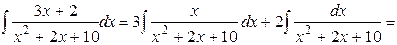 ∫ (3x + 2)/(x² + 2x + 10) dx = 3∫ x/(x² + 2x + 10) dx + 2∫ dx/(x² + 2x + 10) =